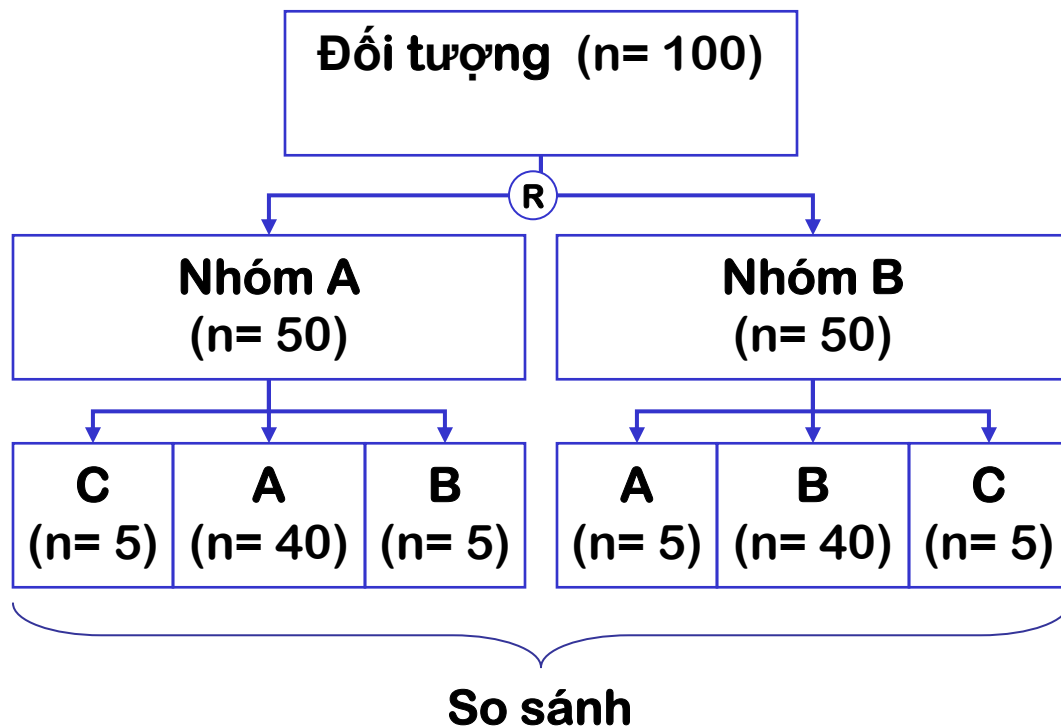 Đối tượng (n= 100)
R
Nhóm A
(n= 50)
Nhóm B
(n= 50)
C
(n= 5)
A
(n= 40)
B
(n= 5)
A
(n= 5)
B
(n= 40)
C
(n= 5)
So sánh